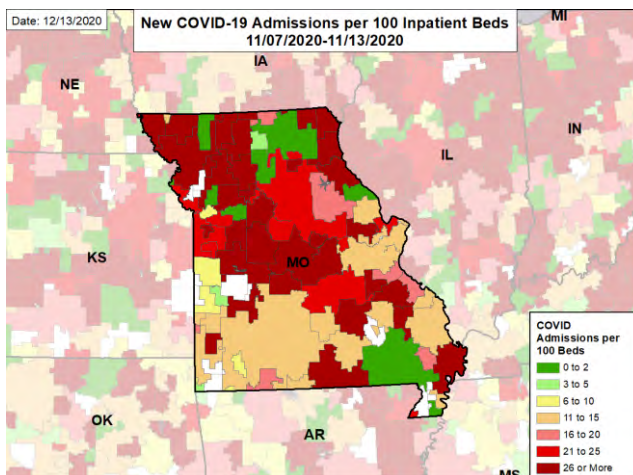 Date: 12/13/2020
New COVID-19 Admissions per 100 Inpatient Beds
11/07/2020-11/13/2020
MI
IA
NE
IN
IL
KS
MO
COVID
Admissions per
100 Beds
0 to 2
3 to 5
6 to 10
11 to 15
16 to 20
21 to 25
26 or More
OK
AR
MS